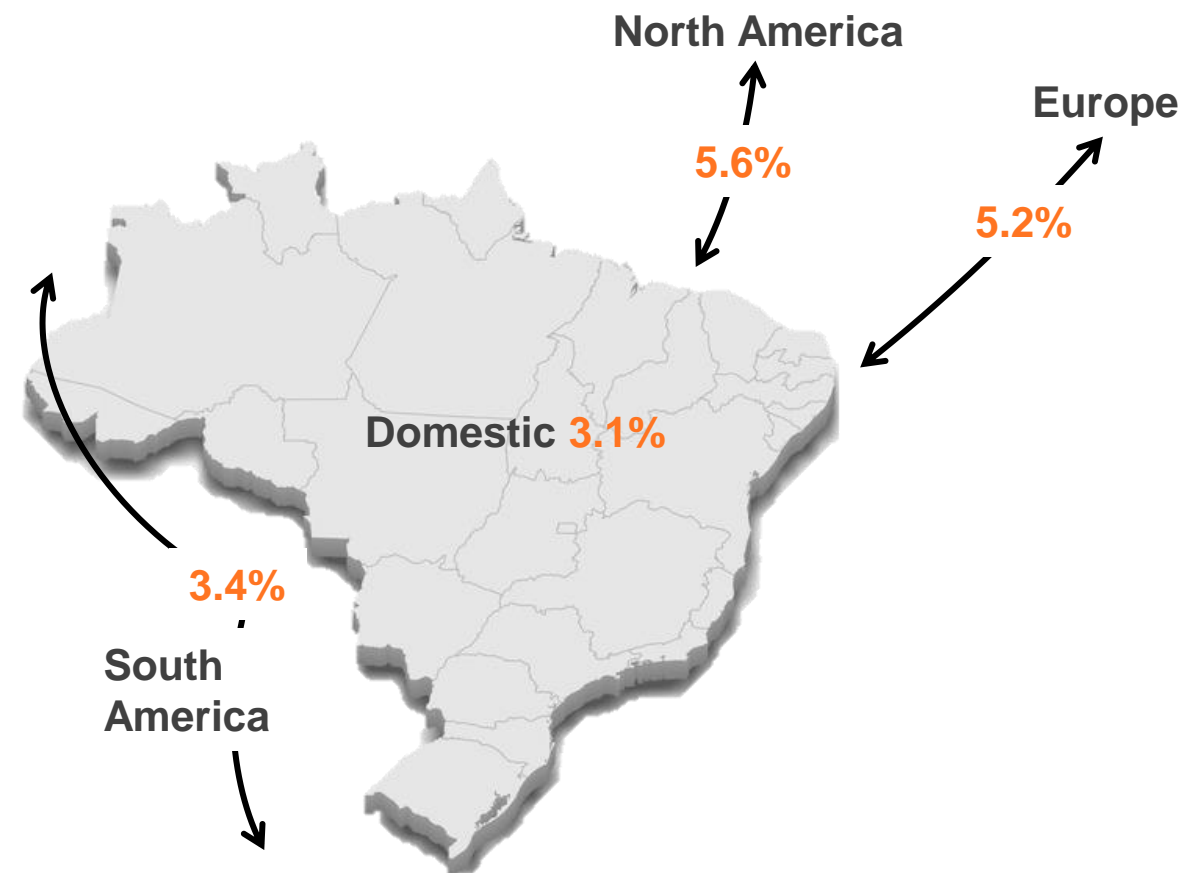 North America
Europe
5.6%
5.2%
Domestic 3.1%
3.4%
South
America